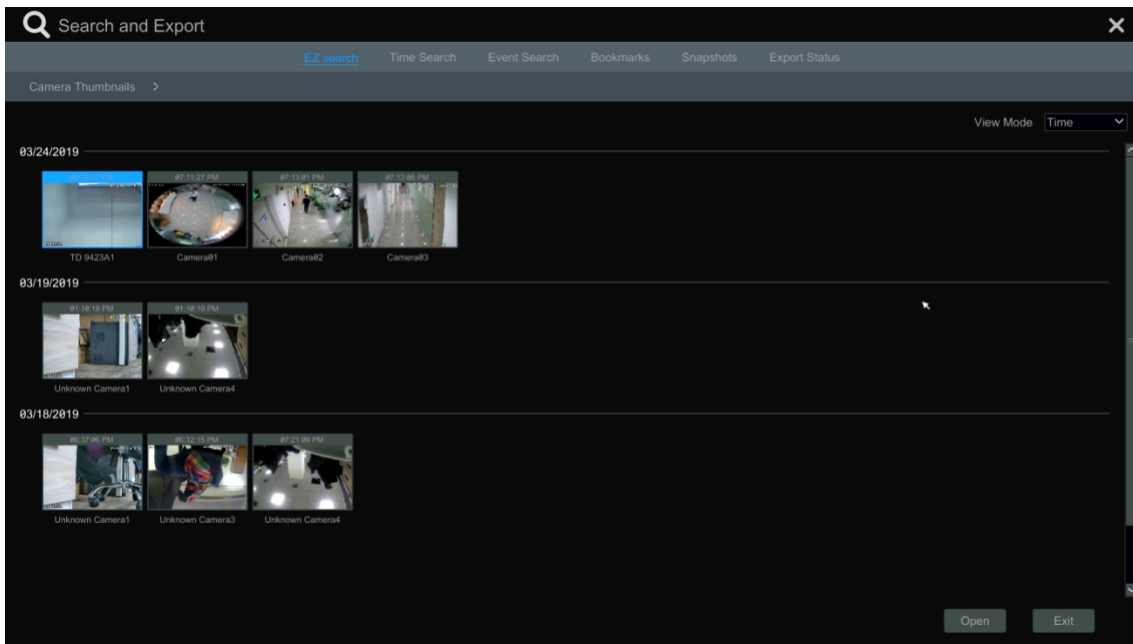 Search and Export
EZ search Time Search Event Search Bookmarks Snapshots Export Status
Camera Thumbnails >
View Mode Time
03/24/2019
07:11:27 PM 07:13:01 PM 07:13:06 PM
TD 9423A1 Camera01 Camera02 Camera03
03/19/2019
01:10:18 PM 01:10:19 PM
Unknown Camera1 Unknown Camera4
03/18/2019
06:37:06 PM 06:32:15 PM 07:21:09 PM
Unknown Camera1 Unknown Camera3 Unknown Camera4
Open Exit